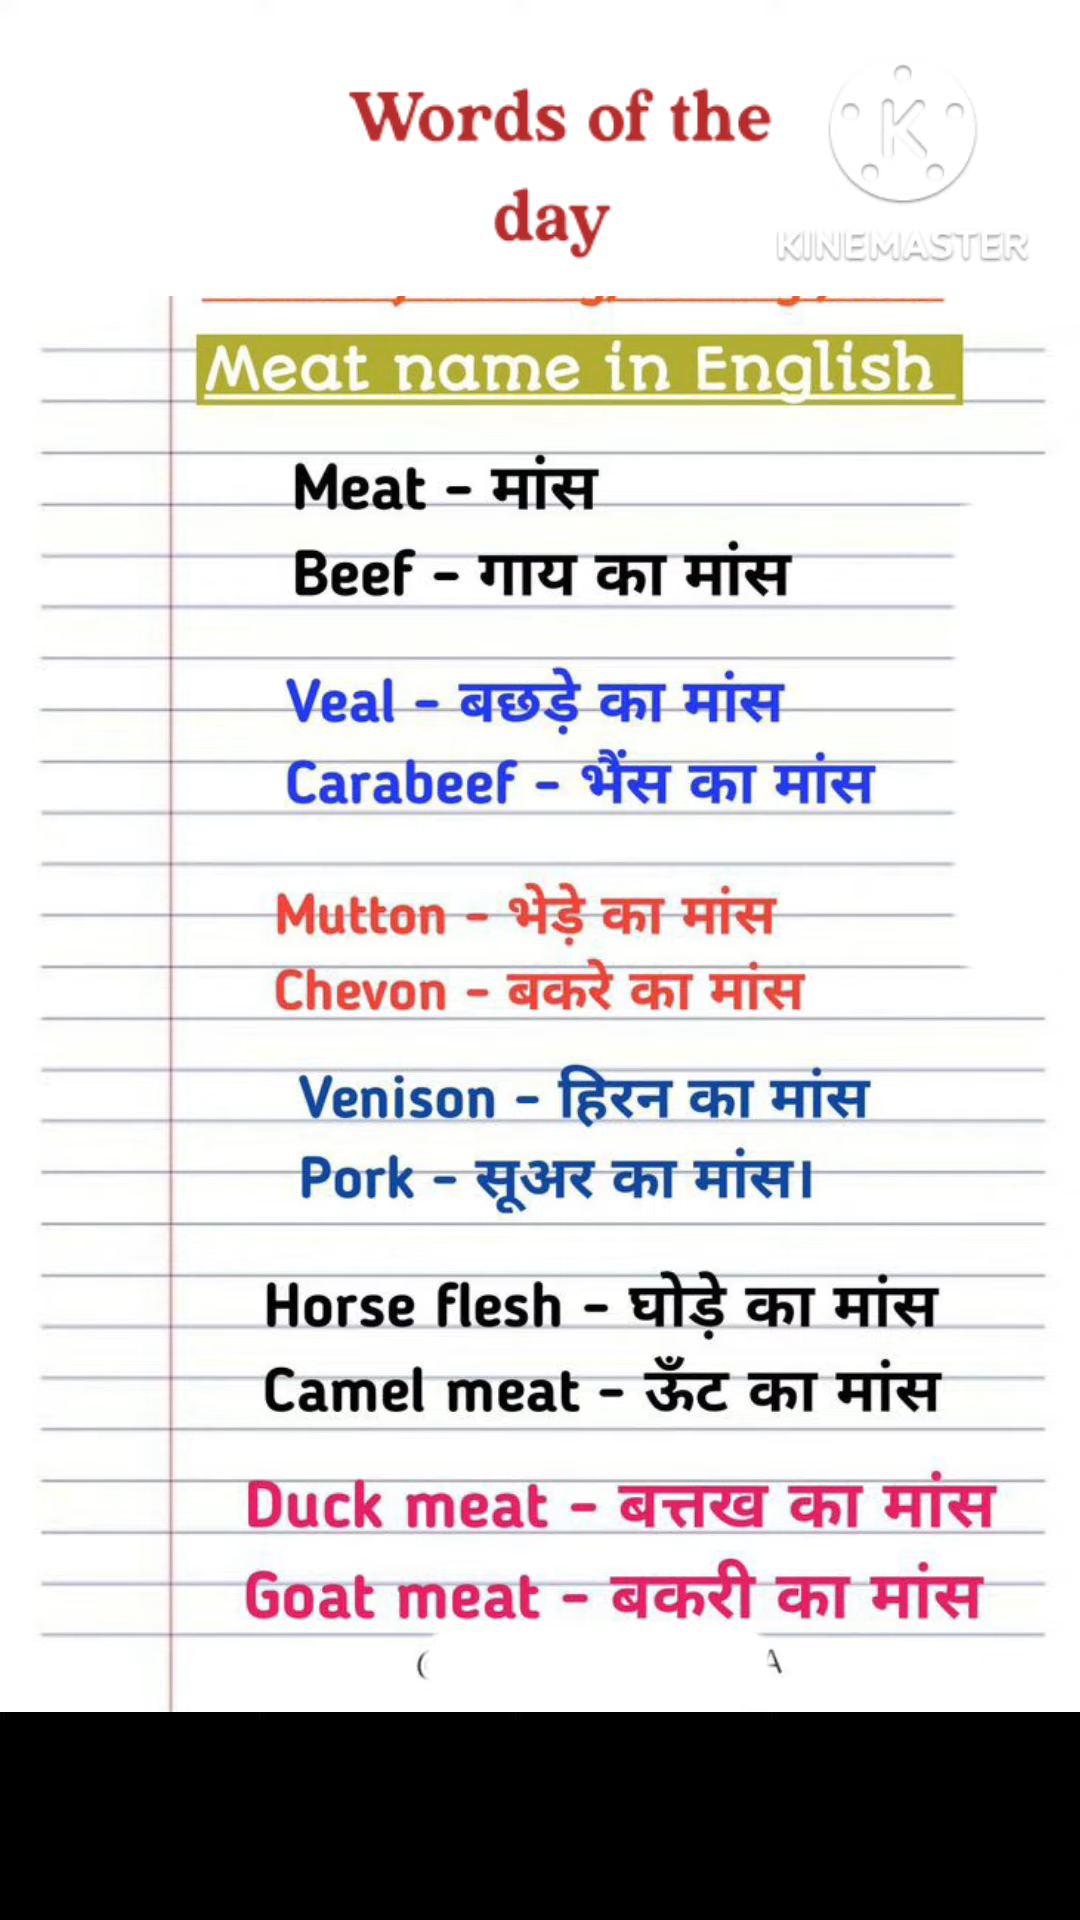 Words of the
day
KINEMASTER
Meat name in English
Meat - मांस
Beef - गाय का मांस
Veal - बछड़े का मांस
Carabeef - भैंस का मांस
Mutton - भेड़े का मांस
Chevon - बकरे का मांस
Venison - हिरन का मांस
Pork - सूअर का मांस।
Horse flesh - घोड़े का मांस
Camel meat - ऊँट का मांस
Duck meat - बत्तख का मांस
Goat meat - बकरी का मांस